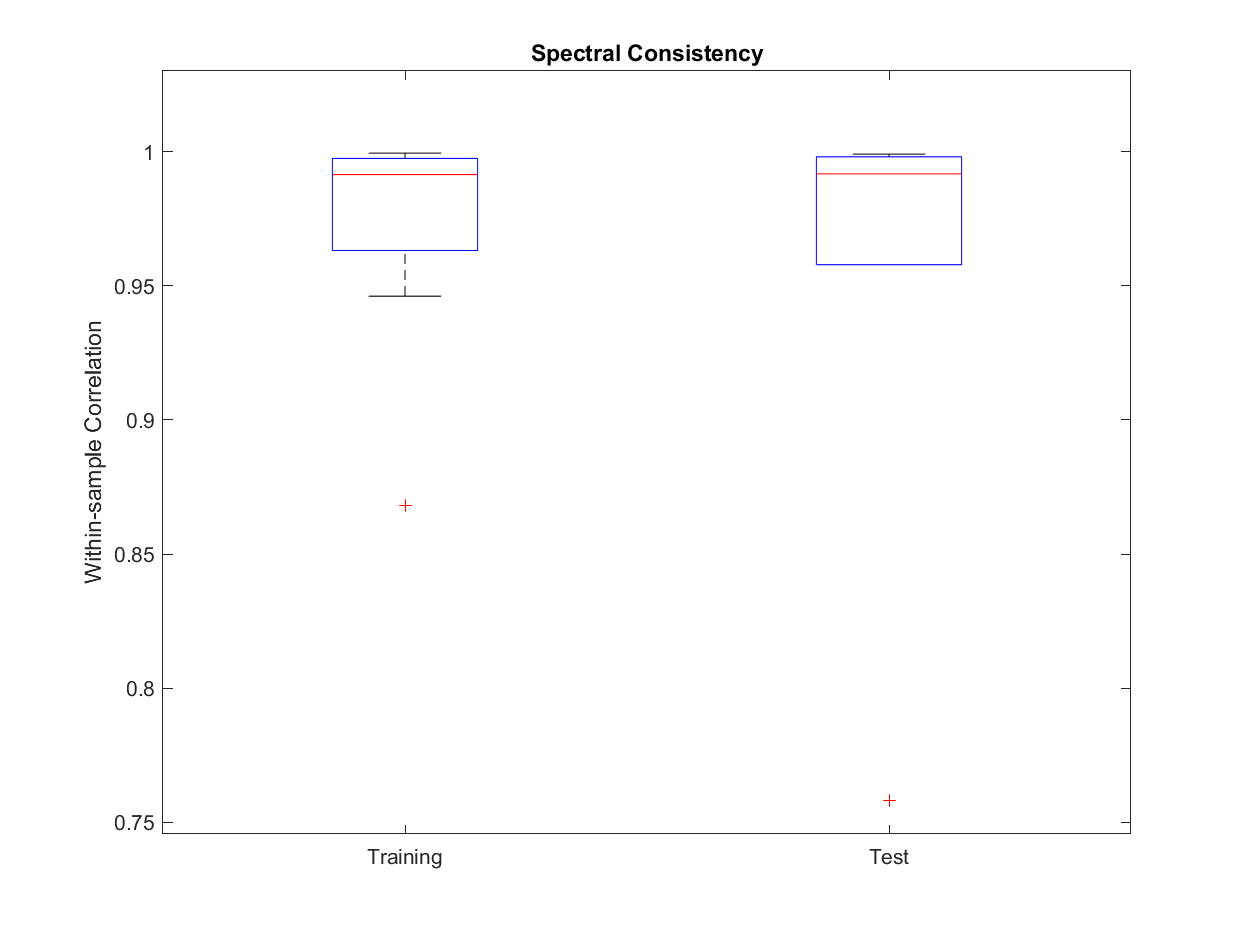 Spectral Consistency
1
0.95
0.9
0.85
0.8
0.75
Within-sample Correlation
Training
Test